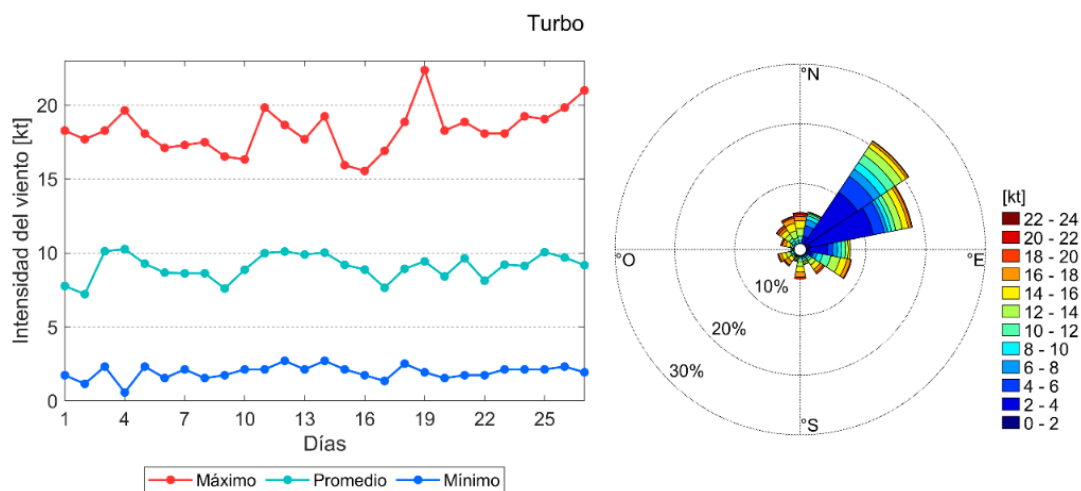 Turbo
Intensidad del viento [kt]
20
15
10
5
0
1 4 7 10 13 16 19 22 25
Días
Máximo Promedio Mínimo
°N
°E
°S
°O
10%
20%
30%
[kt]
22 - 24
20 - 22
18 - 20
16 - 18
14 - 16
12 - 14
10 - 12
8 - 10
6 - 8
4 - 6
2 - 4
0 - 2